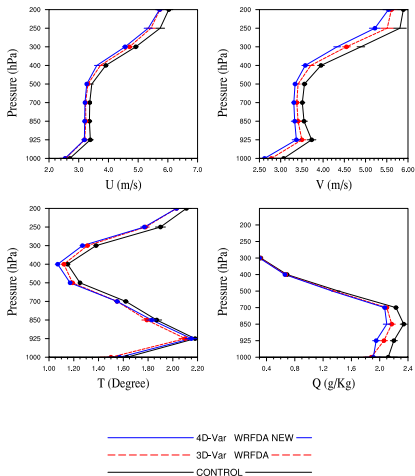 200
250
300
400
500
700
850
925
1000
Pressure (hPa)
2.0 3.0 4.0 5.0 6.0 7.0
U (m/s)
200
250
300
400
500
700
850
925
1000
Pressure (hPa)
2.50 3.00 3.50 4.00 4.50 5.00 5.50 6.00
V (m/s)
200
250
300
400
500
700
850
925
1000
Pressure (hPa)
1.00 1.20 1.40 1.60 1.80 2.00 2.20
T (Degree)
200
250
300
400
500
700
850
925
1000
Pressure (hPa)
0.4 0.8 1.2 1.6 2.0 2.4
Q (g/Kg)
4D-Var WRFDA NEW
3D-Var WRFDA
CONTROL